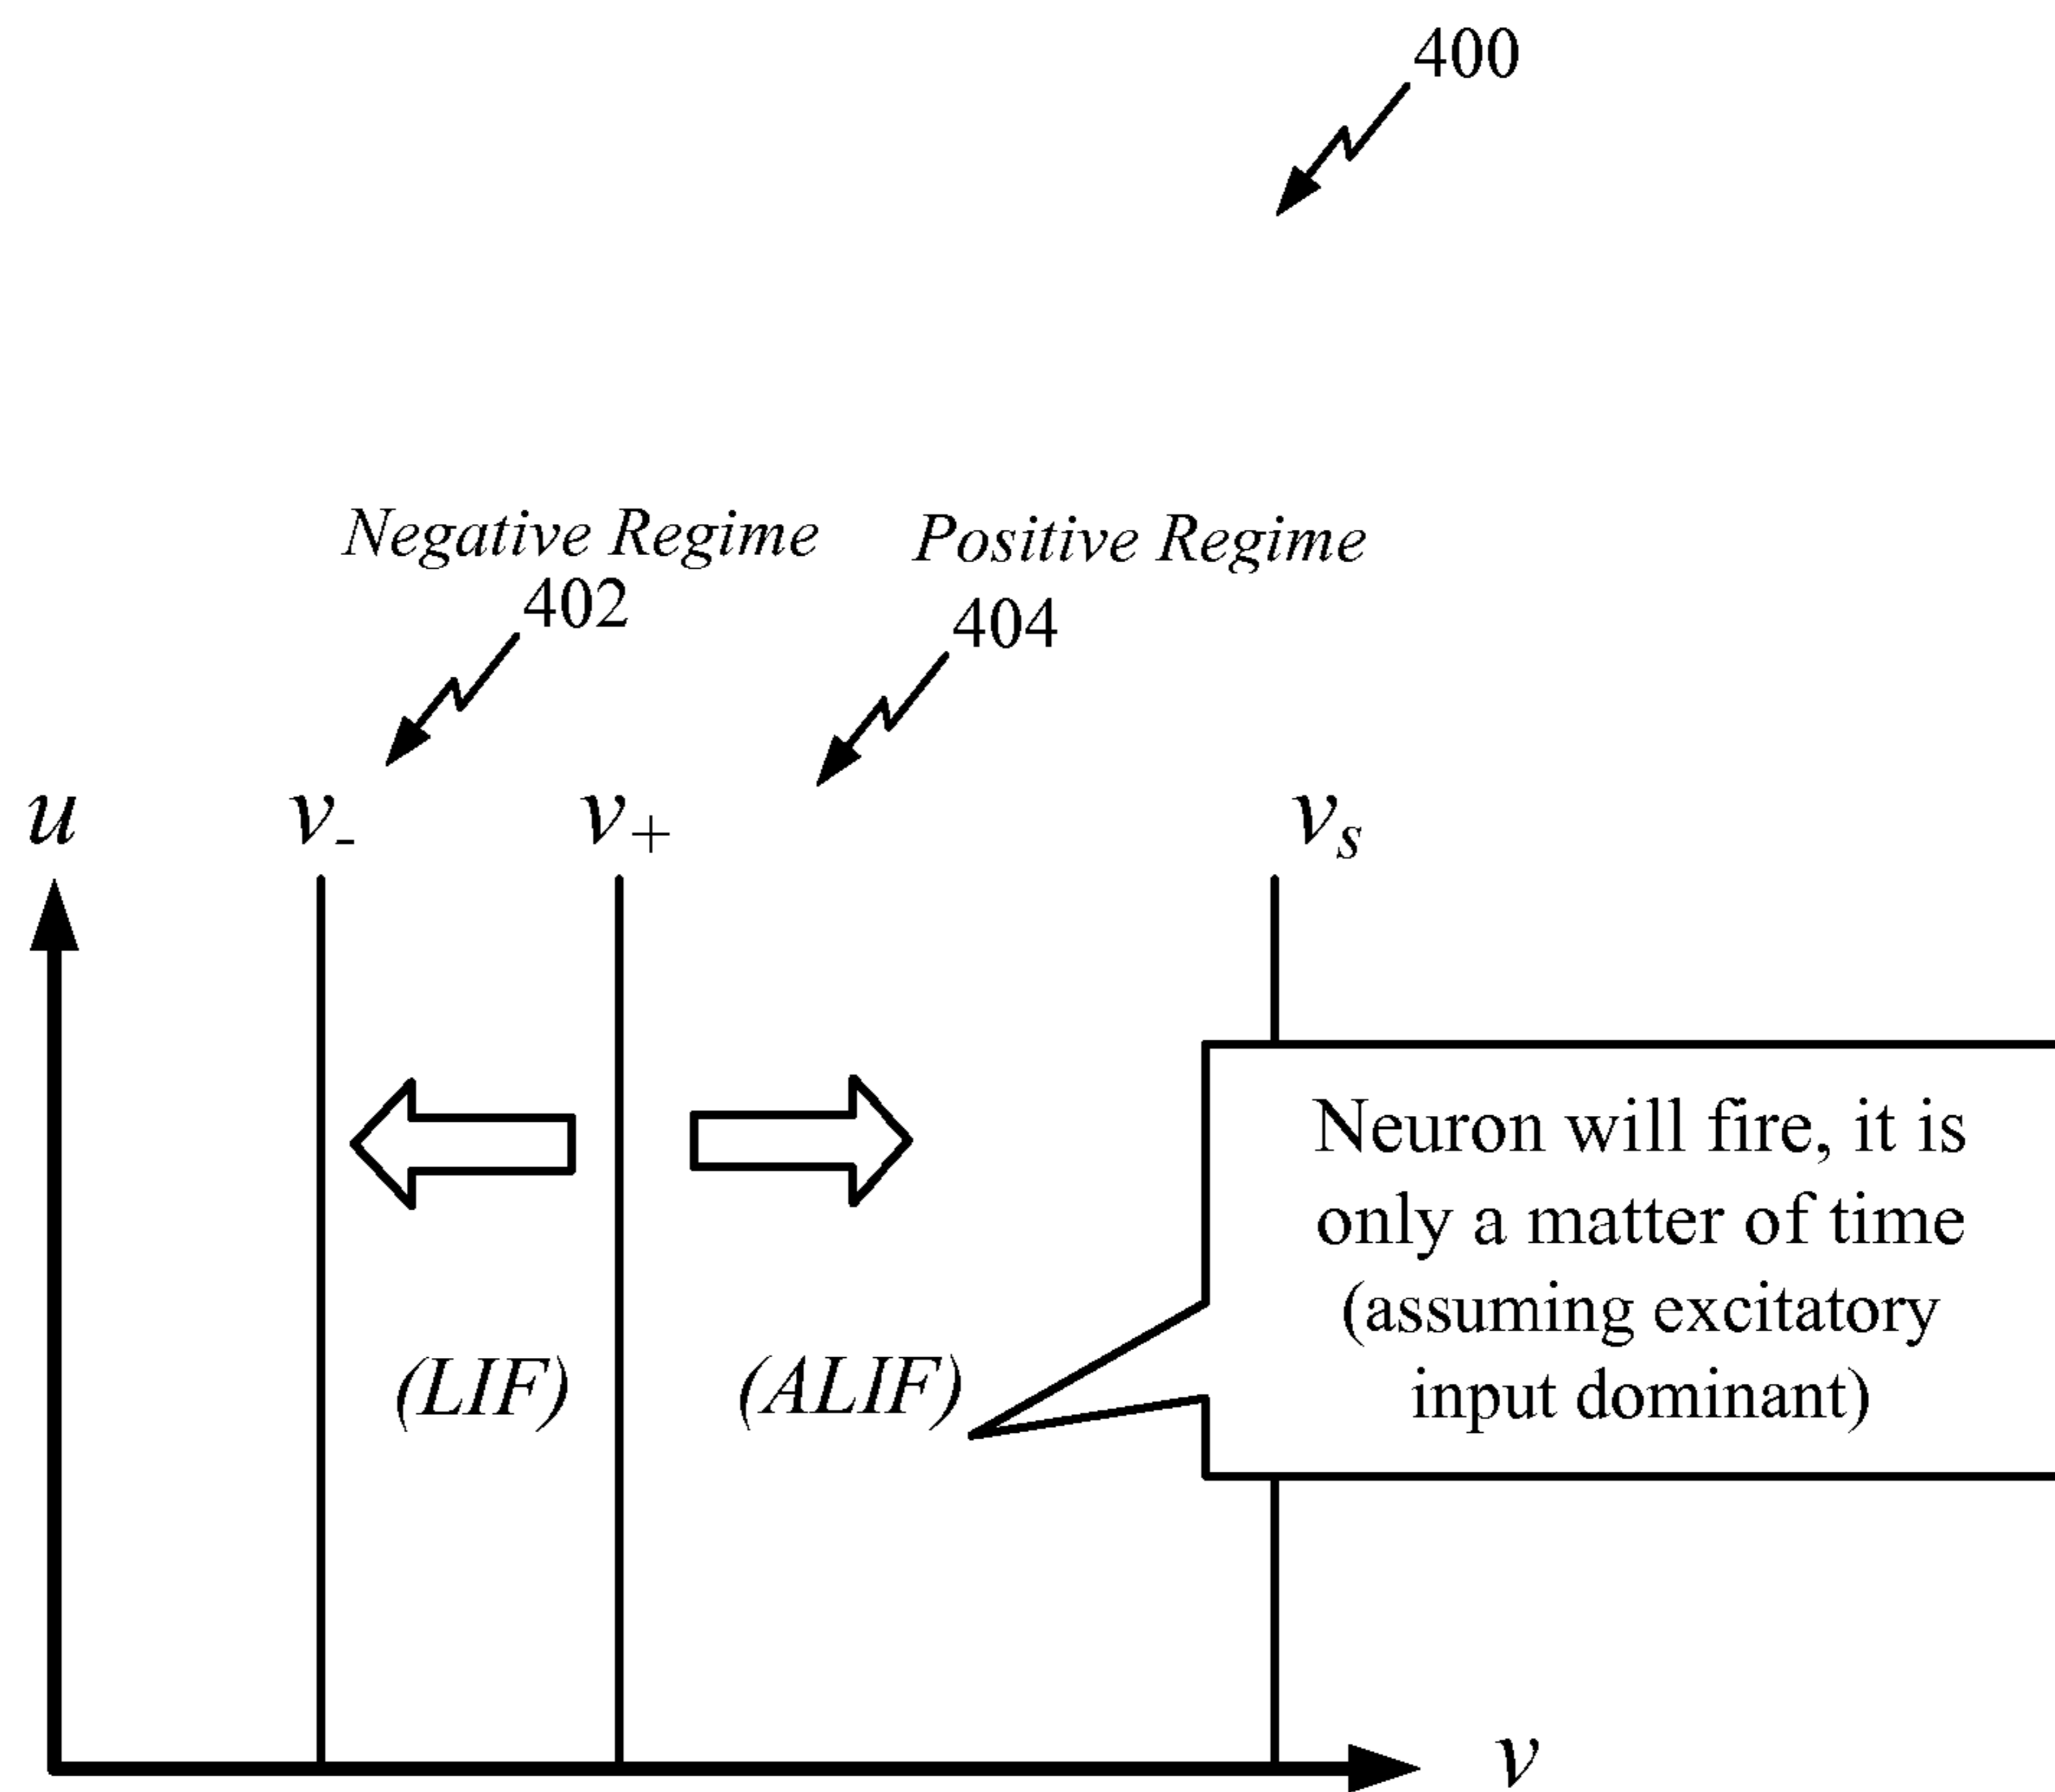 400
Negative Regime
402
Positive Regime
404
u
v-
v+
vs
Neuron will fire, it is
only a matter of time
(assuming excitatory
input dominant)
(LIF)
(ALIF)
v